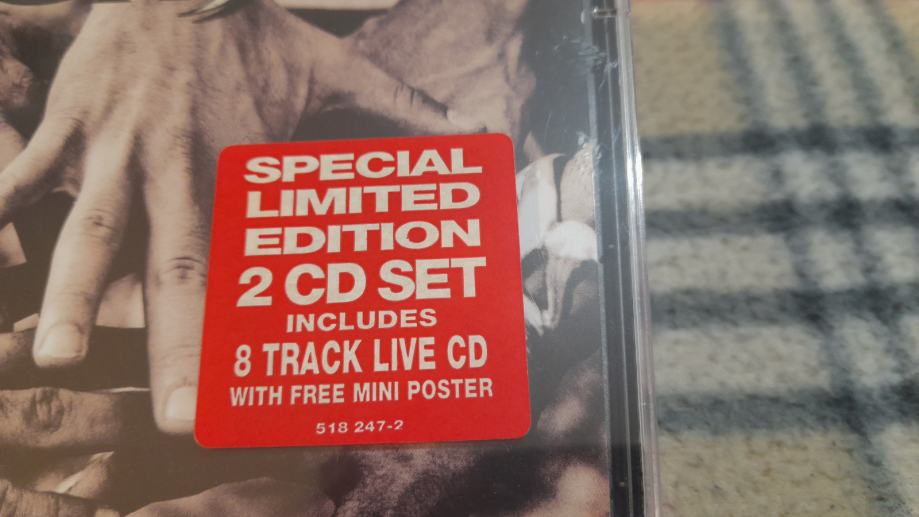 SPECIAL
LIMITED
EDITION
2 CD SET
INCLUDES
8 TRACK LIVE CD
WITH FREE MINI POSTER
518 247-2